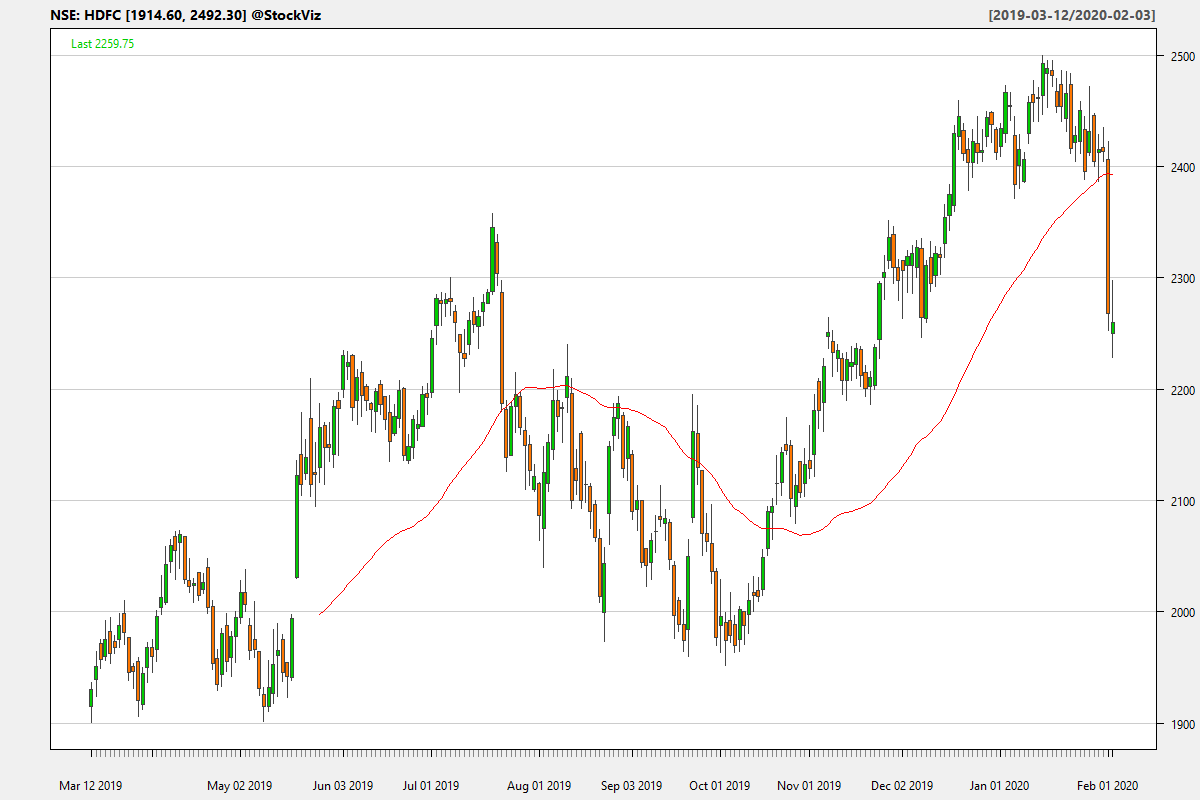 NSE: HDFC [1914.60, 2492.30] @StockViz
[2019-03-12/2020-02-03]
Last 2259.75
2500
2400
2300
2200
2100
2000
1900
Mar 12 2019
May 02 2019
Jun 03 2019
Jul 01 2019
Aug 01 2019
Sep 03 2019
Oct 01 2019
Nov 01 2019
Dec 02 2019
Jan 01 2020
Feb 01 2020